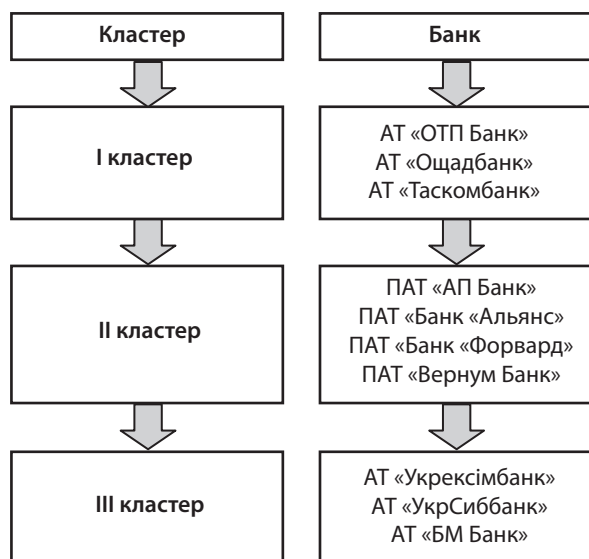 Кластер
Банк
І кластер
АТ «ОТП Банк»
АТ «Ощадбанк»
АТ «Таскомбанк»
ІІ кластер
ПАТ «АП Банк»
ПАТ «Банк «Альянс»
ПАТ «Банк «Форвард»
ПАТ «Вернум Банк»
ІІІ кластер
АТ «Укрексімбанк»
АТ «УкрСиббанк»
АТ «БМ Банк»